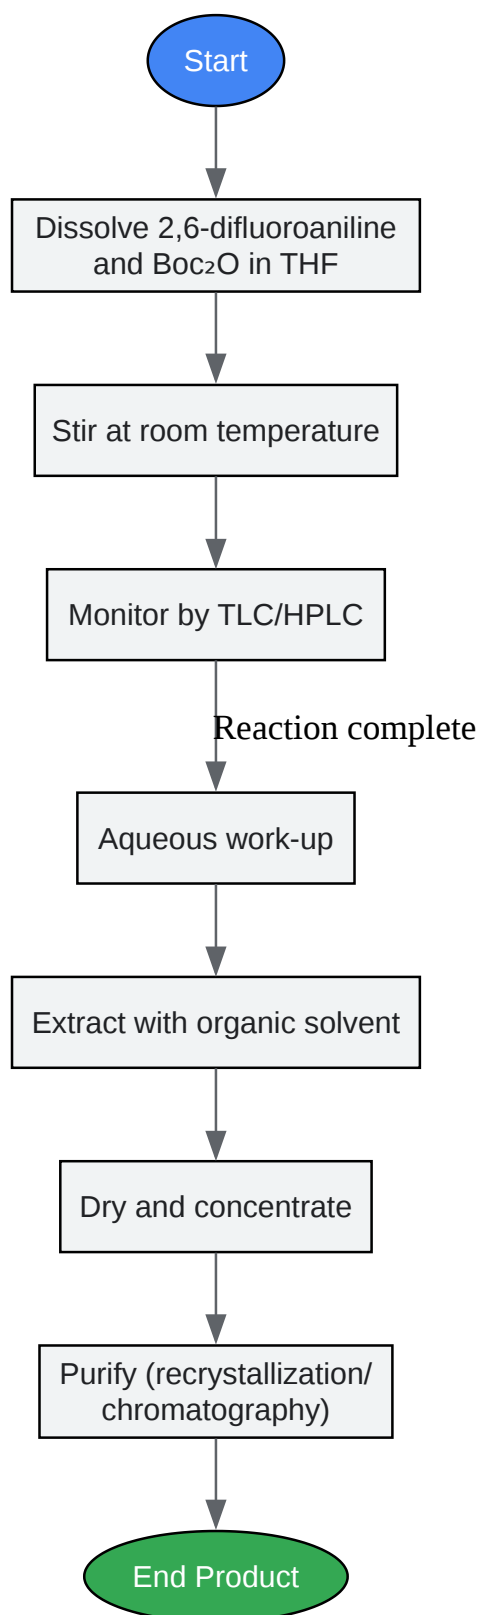 Start
Dissolve 2,6-difluoroaniline
and Boc₂O in THF
Stir at room temperature
Monitor by TLC/HPLC
Reaction complete
Aqueous work-up
Extract with organic solvent
Dry and concentrate
Purify (recrystallization/
chromatography)
End Product